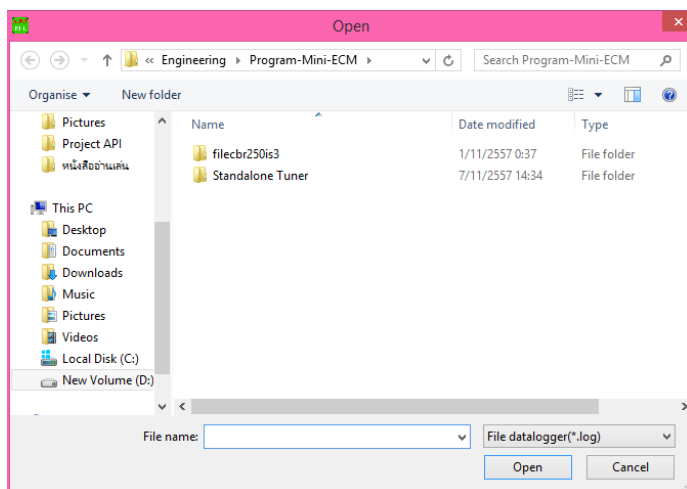 Open
« Engineering Program-Mini-ECM Search Program-Mini-ECM
Organise New folder
Name Date modified Type
Pictures
Project API
หนังสืออ่านเล่น
This PC
Desktop
Documents
Downloads
Music
Pictures
Videos
Local Disk (C:)
New Volume (D:)
filecbr250is3 1/11/2557 0:37 File folder
Standalone Tuner 7/11/2557 14:34 File folder
File name: File datalogger(*.log)
Open Cancel